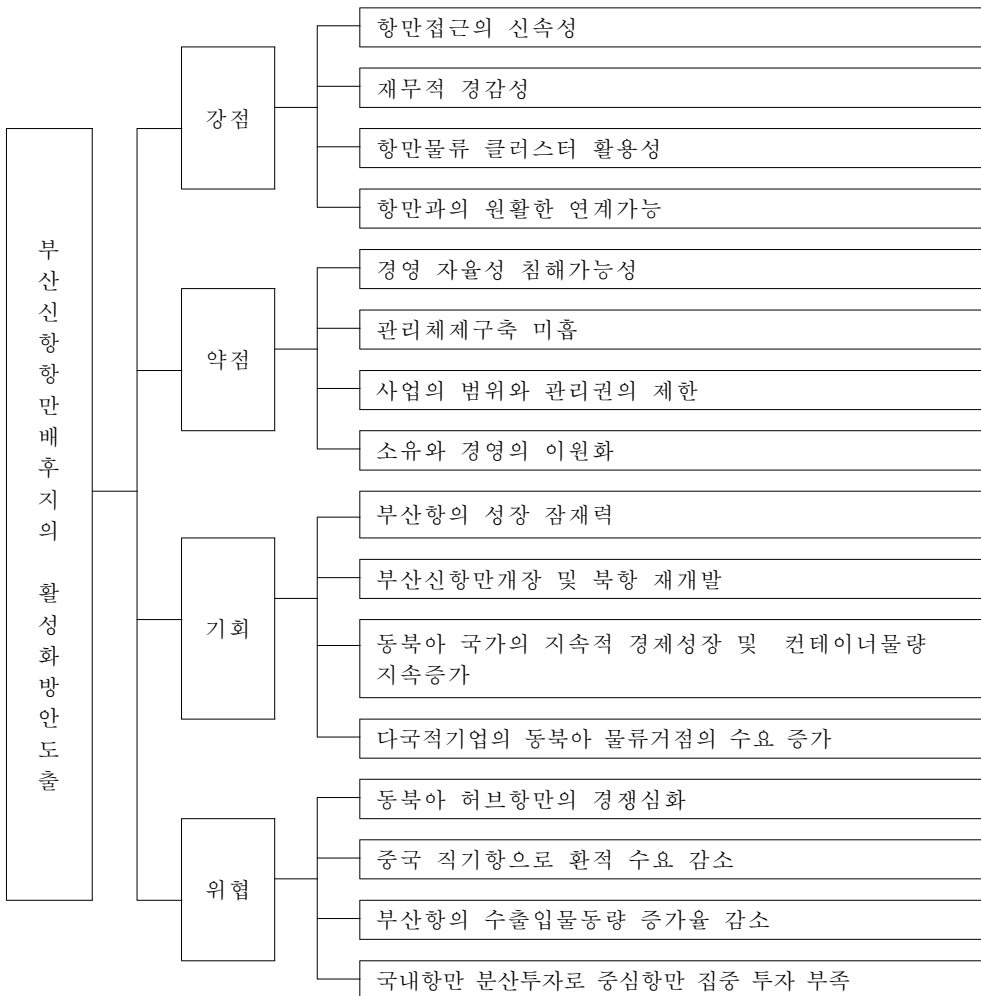 부산신항항만배후지의 활성화방안도출
강점
항만접근의 신속성
재무적 경감성
항만물류 클러스터 활용성
항만과의 원활한 연계가능
약점
경영 자율성 침해가능성
관리체제구축 미흡
사업의 범위와 관리권의 제한
소유와 경영의 이원화
기회
부산항의 성장 잠재력
부산신항만개장 및 북항 재개발
동북아 국가의 지속적 경제성장 및 컨테이너물량
지속증가
다국적기업의 동북아 물류거점의 수요 증가
위협
동북아 허브항만의 경쟁심화
중국 직기항으로 환적 수요 감소
부산항의 수출입물동량 증가율 감소
국내항만 분산투자로 중심항만 집중 투자 부족